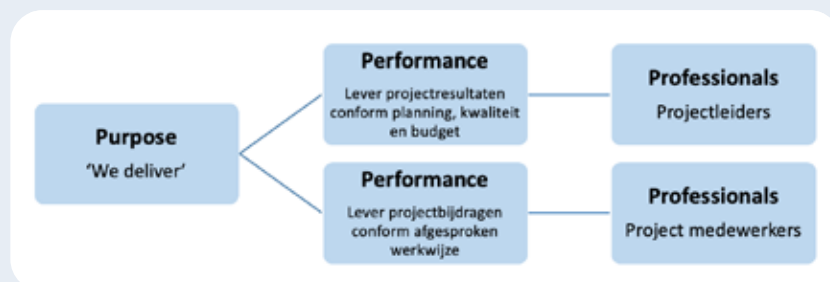 Purpose
‘We deliver’
Performance
Lever projectresultaten
conform planning, kwaliteit
en budget
Professionals
Projectleiders
Performance
Lever projectbijdragen
conform afgesproken
werkwijze
Professionals
Project medewerkers